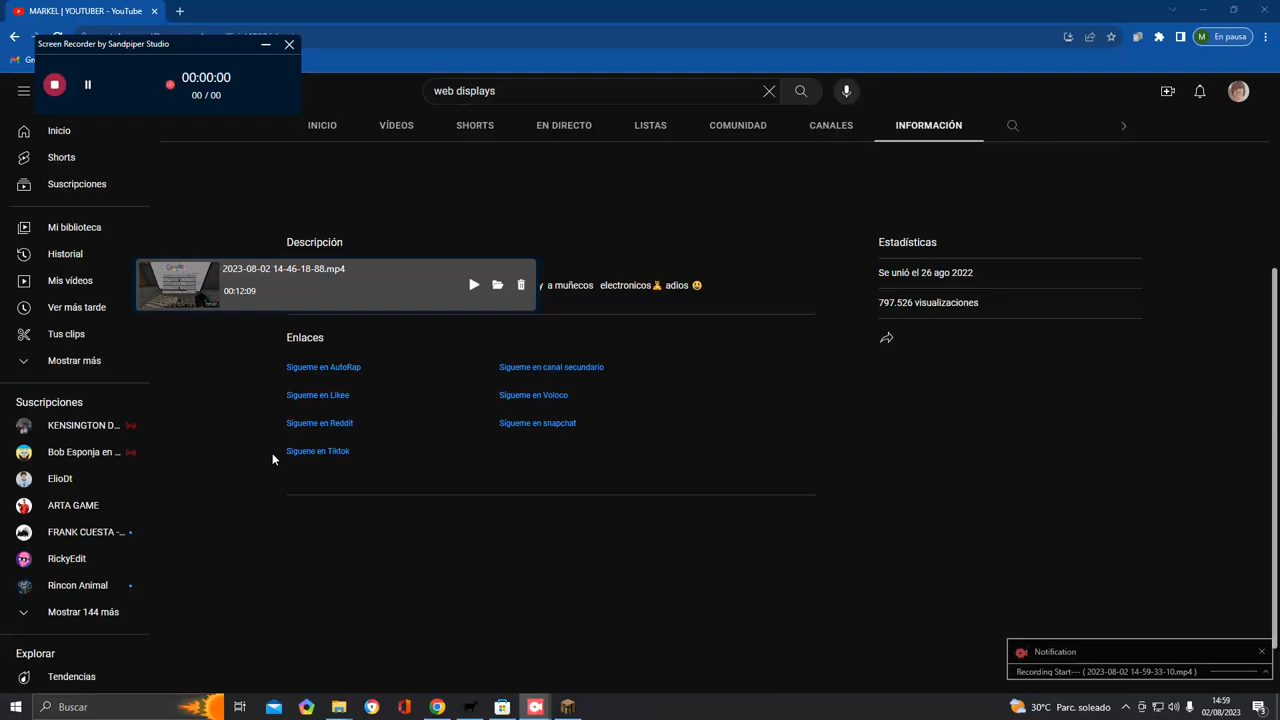 MARKEL | YOUTUBER - YouTube
En pausa
Screen Recorder by Sandpiper Studio
00:00:00
00 / 00
web displays
INICIO
VÍDEOS
SHORTS
EN DIRECTO
LISTAS
COMUNIDAD
CANALES
INFORMACIÓN
Inicio
Shorts
Suscripciones
Mi biblioteca
Historial
Mis vídeos
Ver más tarde
Tus clips
Mostrar más
Suscripciones
KENSINGTON D...
Bob Esponja en ...
ElioDt
ARTA GAME
FRANK CUESTA -...
RickyEdit
Rincon Animal
Mostrar 144 más
Explorar
Tendencias
Descripción
2023-08-02 14-46-18-88.mp4
00:12:09
a muñecos electronicos🧸 adios 😃
Enlaces
Sigueme en AutoRap
Sigueme en canal secundario
Sigueme en Likee
Sígueme en Voloco
Sigueme en Reddit
Sígueme en snapchat
Siguene en Tiktok
Estadísticas
Se unió el 26 ago 2022
797.526 visualizaciones
Notification
Recording Start--- ( 2023-08-02 14-59-33-10.mp4 )
Buscar
30°C Parc. soleado
14:59
02/08/2023